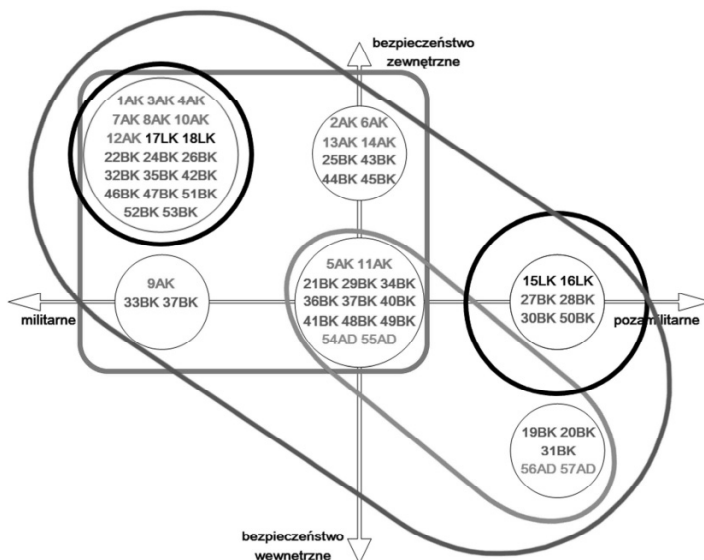 bezpieczeństwo
zewnętrzne
1AK 3AK 4AK
7AK 8AK 10AK
12AK 17LK 18LK
22BK 24BK 26BK
32BK 35BK 42BK
46BK 47BK 51BK
52BK 53BK
2AK 6AK
13AK 14AK
25BK 43BK
44BK 45BK
9AK
33BK 37BK
5AK 11AK
21BK 29BK 34BK
36BK 37BK 40BK
41BK 48BK 49BK
54AD 55AD
15LK 16LK
27BK 28BK
30BK 50BK
militarne
pozamilitarne
19BK 20BK
31BK
56AD 57AD
bezpieczeństwo
wewnętrzne